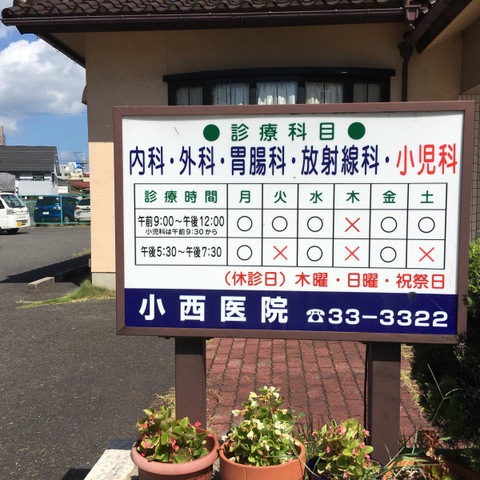 ●診療科目●
内科・外科・胃腸科・放射線科・小児科
診療時間 月 火 水 木 金 土
午前9:00〜午後12:00 ○ ○ ○ × ○ ○
小児科は午前9:30から
午後5:30〜午後7:30 ○ × ○ × ○ ×
(休診日) 木曜・日曜・祝祭日
小西医院 ☎33-3322